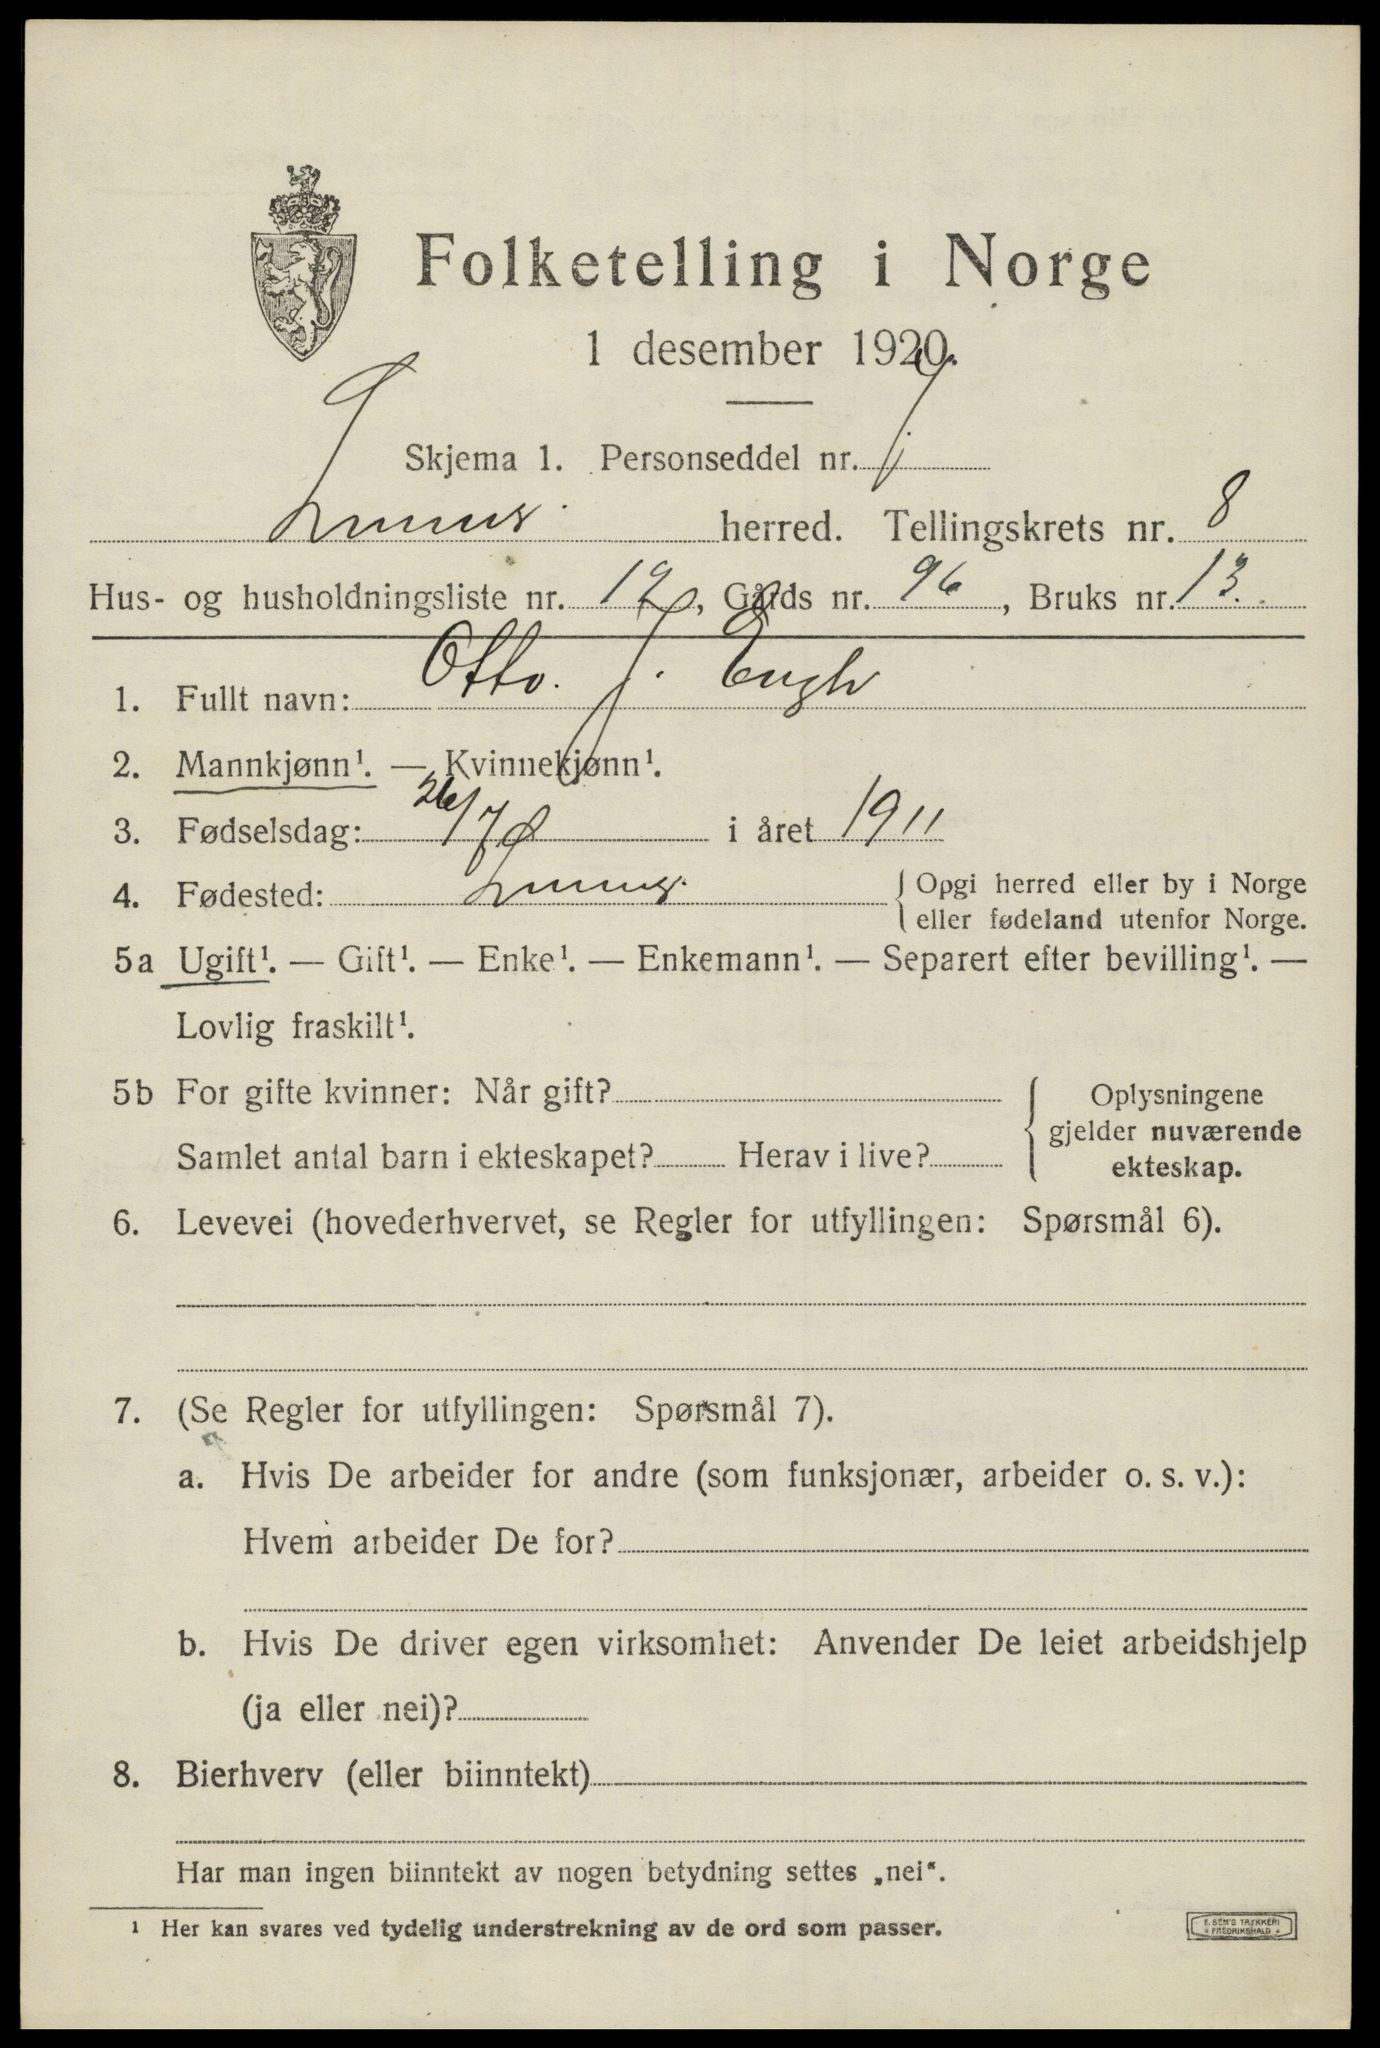 Folketelling i Norge
1 desember 1920.
Skjema 1. Personseddel nr.
Lunner herred. Tellingskrets nr. 8
Hus- og husholdningsliste nr. 19, Gårds nr. 96, Bruks nr. 13.
1. Fullt navn: Otto. J. Engh
2. Mannkjønn¹. — Kvinnekjønn¹.
3. Fødselsdag: 26/7 i året 1911
4. Fødested: Lunner. { Opgi herred eller by i Norge
eller fødeland utenfor Norge.
5a Ugift¹. — Gift¹. — Enke¹. — Enkemann¹. — Separert efter bevilling¹. —
Lovlig fraskilt¹.
5b For gifte kvinner: Når gift?
Samlet antal barn i ekteskapet? Herav i live?
Oplysningene
gjelder nuværende
ekteskap.
6. Levevei (hovederhvervet, se Regler for utfyllingen: Spørsmål 6).
7. (Se Regler for utfyllingen: Spørsmål 7).
a. Hvis De arbeider for andre (som funksjonær, arbeider o. s. v.):
Hvem arbeider De for?
b. Hvis De driver egen virksomhet: Anvender De leiet arbeidshjelp
(ja eller nei)?
8. Bierhverv (eller biinntekt)
Har man ingen biinntekt av nogen betydning settes „nei“.
¹ Her kan svares ved tydelig understrekning av de ord som passer.
E. SEM'S TRYKKERI
FREDRIKSHALD